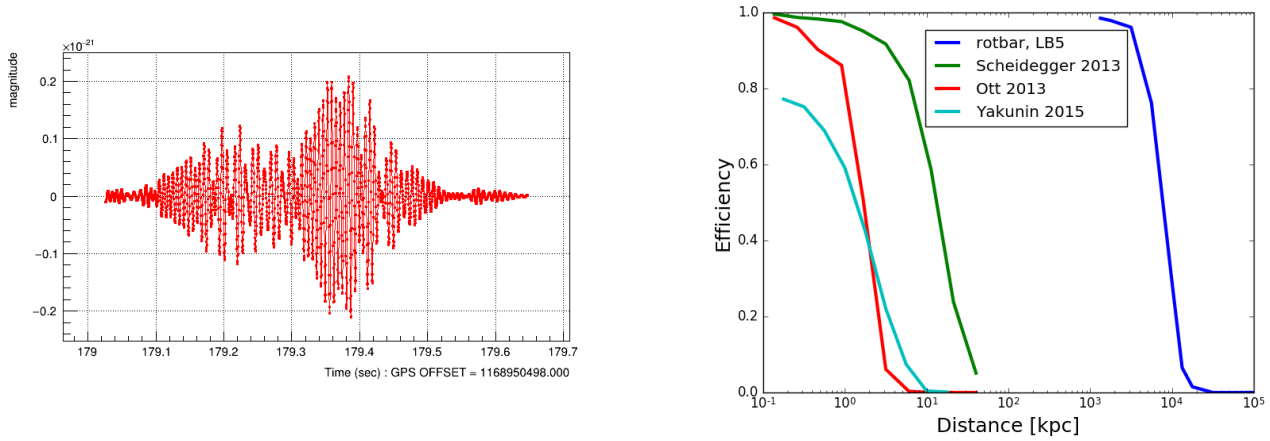 ×10⁻²¹
magnitude
0.2
0.1
0
−0.1
−0.2
179 179.1 179.2 179.3 179.4 179.5 179.6 179.7
Time (sec) : GPS OFFSET = 1168950498.000
1.0
0.8
0.6
0.4
0.2
0.0
Efficiency
rotbar, LB5
Scheidegger 2013
Ott 2013
Yakunin 2015
10⁻¹ 10⁰ 10¹ 10² 10³ 10⁴ 10⁵
Distance [kpc]